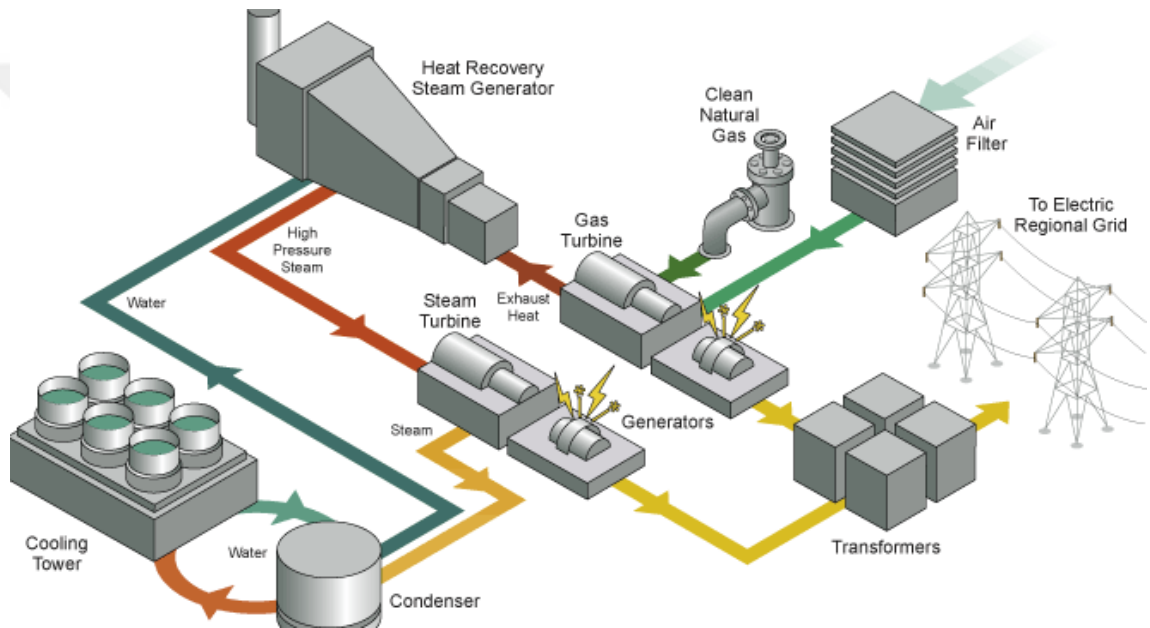 Heat Recovery
Steam Generator
Clean
Natural
Gas
Air
Filter
To Electric
Regional Grid
Gas
Turbine
High
Pressure
Steam
Exhaust
Heat
Water
Steam
Turbine
Steam
Generators
Transformers
Cooling
Tower
Water
Condenser